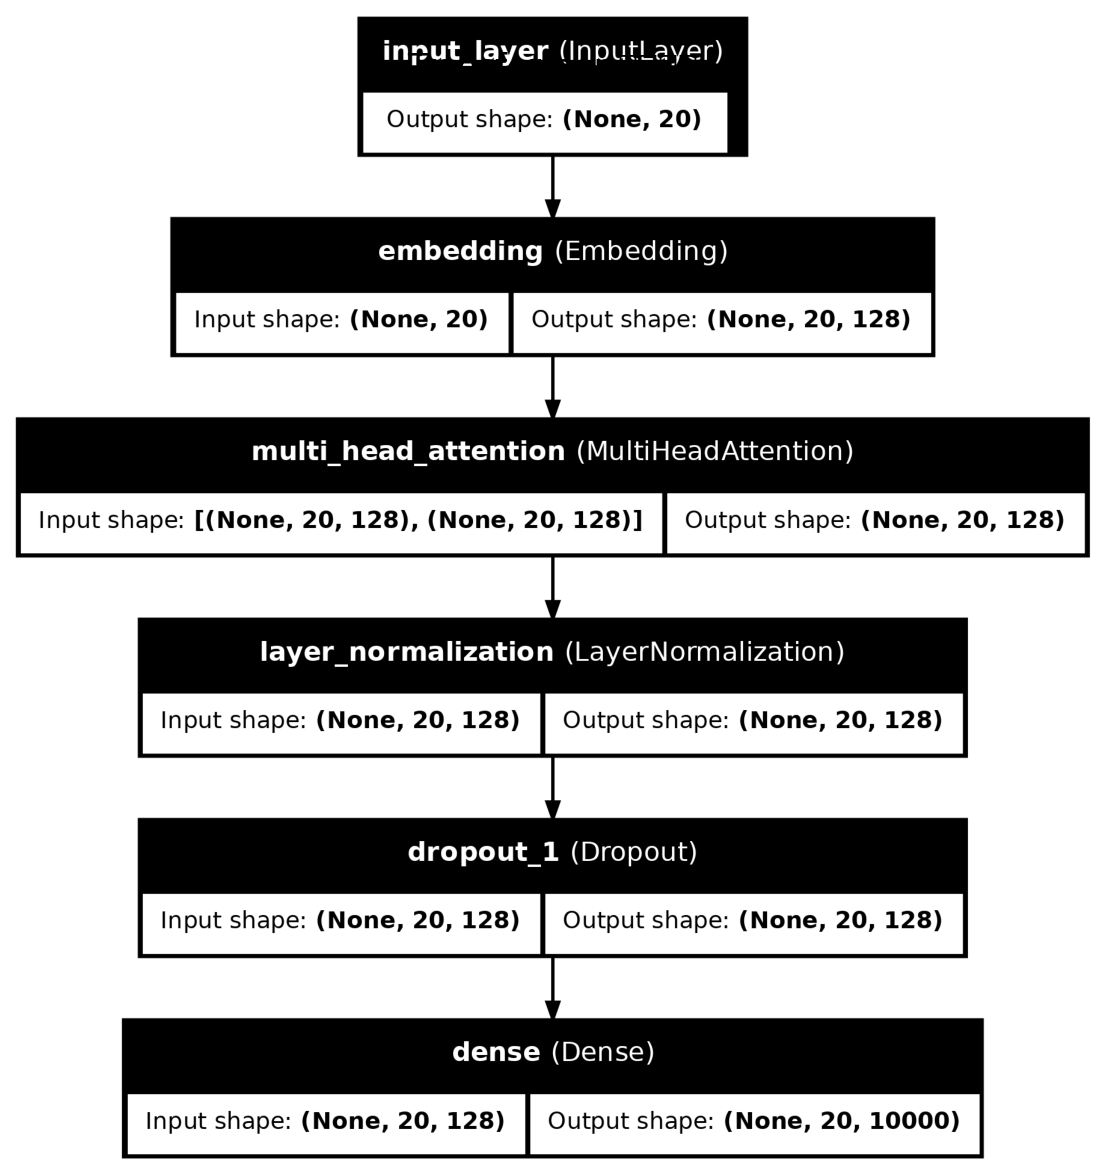 input_layer (InputLayer)
Output shape: (None, 20)
embedding (Embedding)
Input shape: (None, 20) Output shape: (None, 20, 128)
multi_head_attention (MultiHeadAttention)
Input shape: [(None, 20, 128), (None, 20, 128)] Output shape: (None, 20, 128)
layer_normalization (LayerNormalization)
Input shape: (None, 20, 128) Output shape: (None, 20, 128)
dropout_1 (Dropout)
Input shape: (None, 20, 128) Output shape: (None, 20, 128)
dense (Dense)
Input shape: (None, 20, 128) Output shape: (None, 20, 10000)